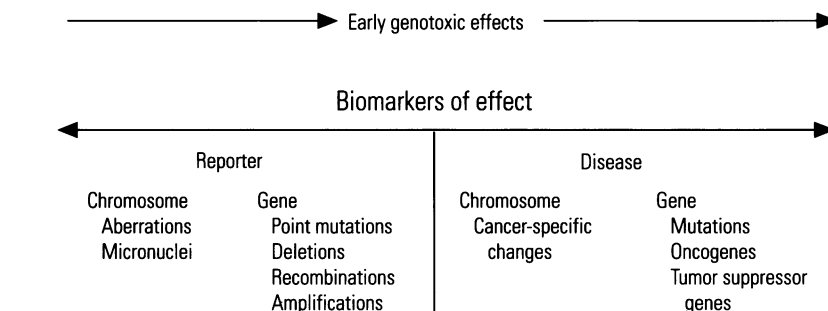 Early genotoxic effects
Biomarkers of effect
Reporter
Disease
Chromosome
Aberrations
Micronuclei
Gene
Point mutations
Deletions
Recombinations
Amplifications
Chromosome
Cancer-specific
changes
Gene
Mutations
Oncogenes
Tumor suppressor
genes